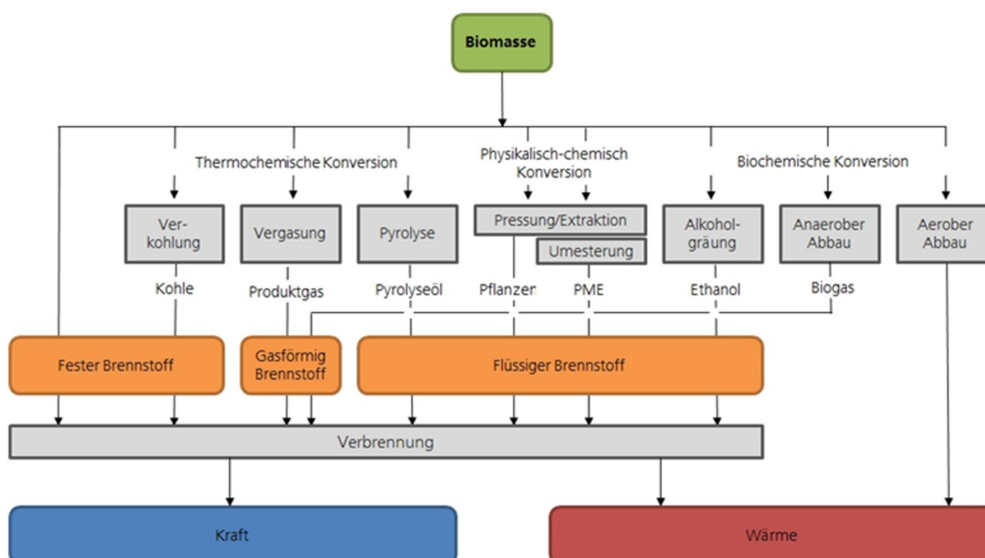 Biomasse
Thermochemische Konversion
Physikalisch-chemisch
Konversion
Biochemische Konversion
Ver-
kohlung
Vergasung
Pyrolyse
Pressung/Extraktion
Umesterung
Alkohol-
gräung
Anaerober
Abbau
Aerober
Abbau
Kohle
Produktgas
Pyrolyseöl
Pflanzen
PME
Ethanol
Biogas
Fester Brennstoff
Gasförmig
Brennstoff
Flüssiger Brennstoff
Verbrennung
Kraft
Wärme